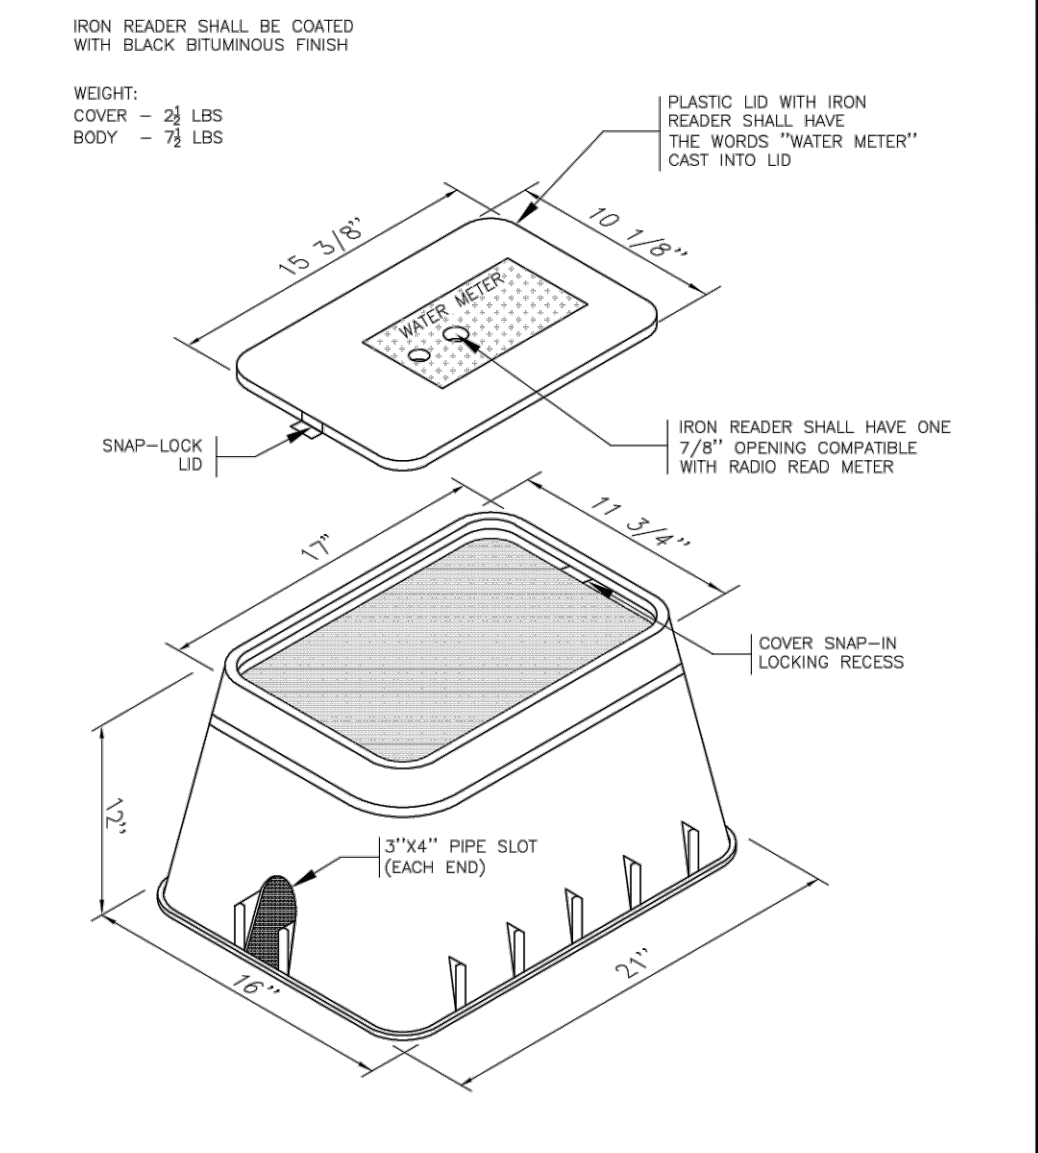 IRON READER SHALL BE COATED
WITH BLACK BITUMINOUS FINISH
WEIGHT:
COVER – 2½ LBS
BODY – 7½ LBS
PLASTIC LID WITH IRON
READER SHALL HAVE
THE WORDS "WATER METER"
CAST INTO LID
15 3/8"
10 1/8"
WATER METER
SNAP–LOCK
LID
IRON READER SHALL HAVE ONE
7/8" OPENING COMPATIBLE
WITH RADIO READ METER
17"
11 3/4"
COVER SNAP–IN
LOCKING RECESS
12"
3"X4" PIPE SLOT
(EACH END)
16"
21"